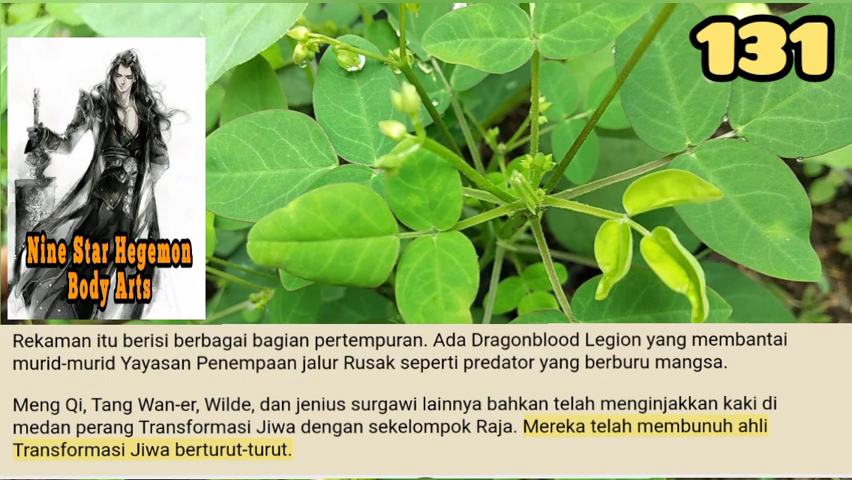 131
Nine Star Hegemon
Body Arts
Rekaman itu berisi berbagai bagian pertempuran. Ada Dragonblood Legion yang membantai
murid-murid Yayasan Penempaan jalur Rusak seperti predator yang berburu mangsa.
Meng Qi, Tang Wan-er, Wilde, dan jenius surgawi lainnya bahkan telah menginjakkan kaki di
medan perang Transformasi Jiwa dengan sekelompok Raja. Mereka telah membunuh ahli
Transformasi Jiwa berturut-turut.